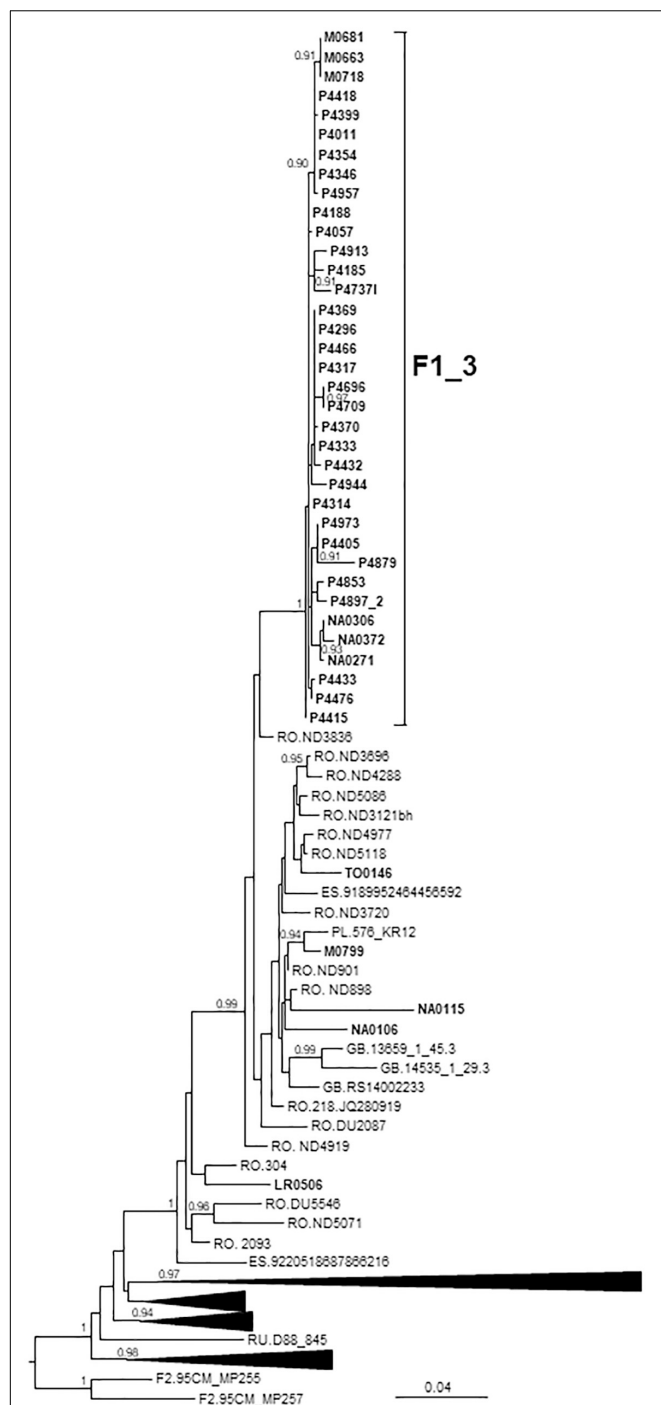 M0681
0.91
M0663
M0718
P4418
P4399
P4011
P4354
0.90
P4346
P4957
P4188
P4057
P4913
P4185
0.91
P4737I
P4369
P4296
P4466
F1_3
P4317
P4696
0.97
P4709
P4370
P4333
P4432
P4944
P4314
P4973
P4405
0.91
P4879
P4853
P4897_2
1
NA0306
NA0372
0.93
NA0271
P4433
P4476
P4415
RO.ND3836
RO.ND3696
0.95
RO.ND4288
RO.ND5086
RO.ND3121bh
RO.ND4977
RO.ND5118
TO0146
ES.9189952464456592
RO.ND3720
PL.576_KR12
0.94
M0799
RO.ND901
RO. ND898
0.99
NA0115
NA0106
GB.13659_1_45.3
0.99
GB.14535_1_29.3
GB.RS14002233
RO.218.JQ280919
RO.DU2087
RO. ND4919
RO.304
LR0506
1
RO.DU5546
0.96
RO.ND5071
RO. 2093
ES.9220518687866216
0.97
0.94
1
RU.D88_845
0.98
F2.95CM_MP255
1
0.04
F2.95CM_MP257